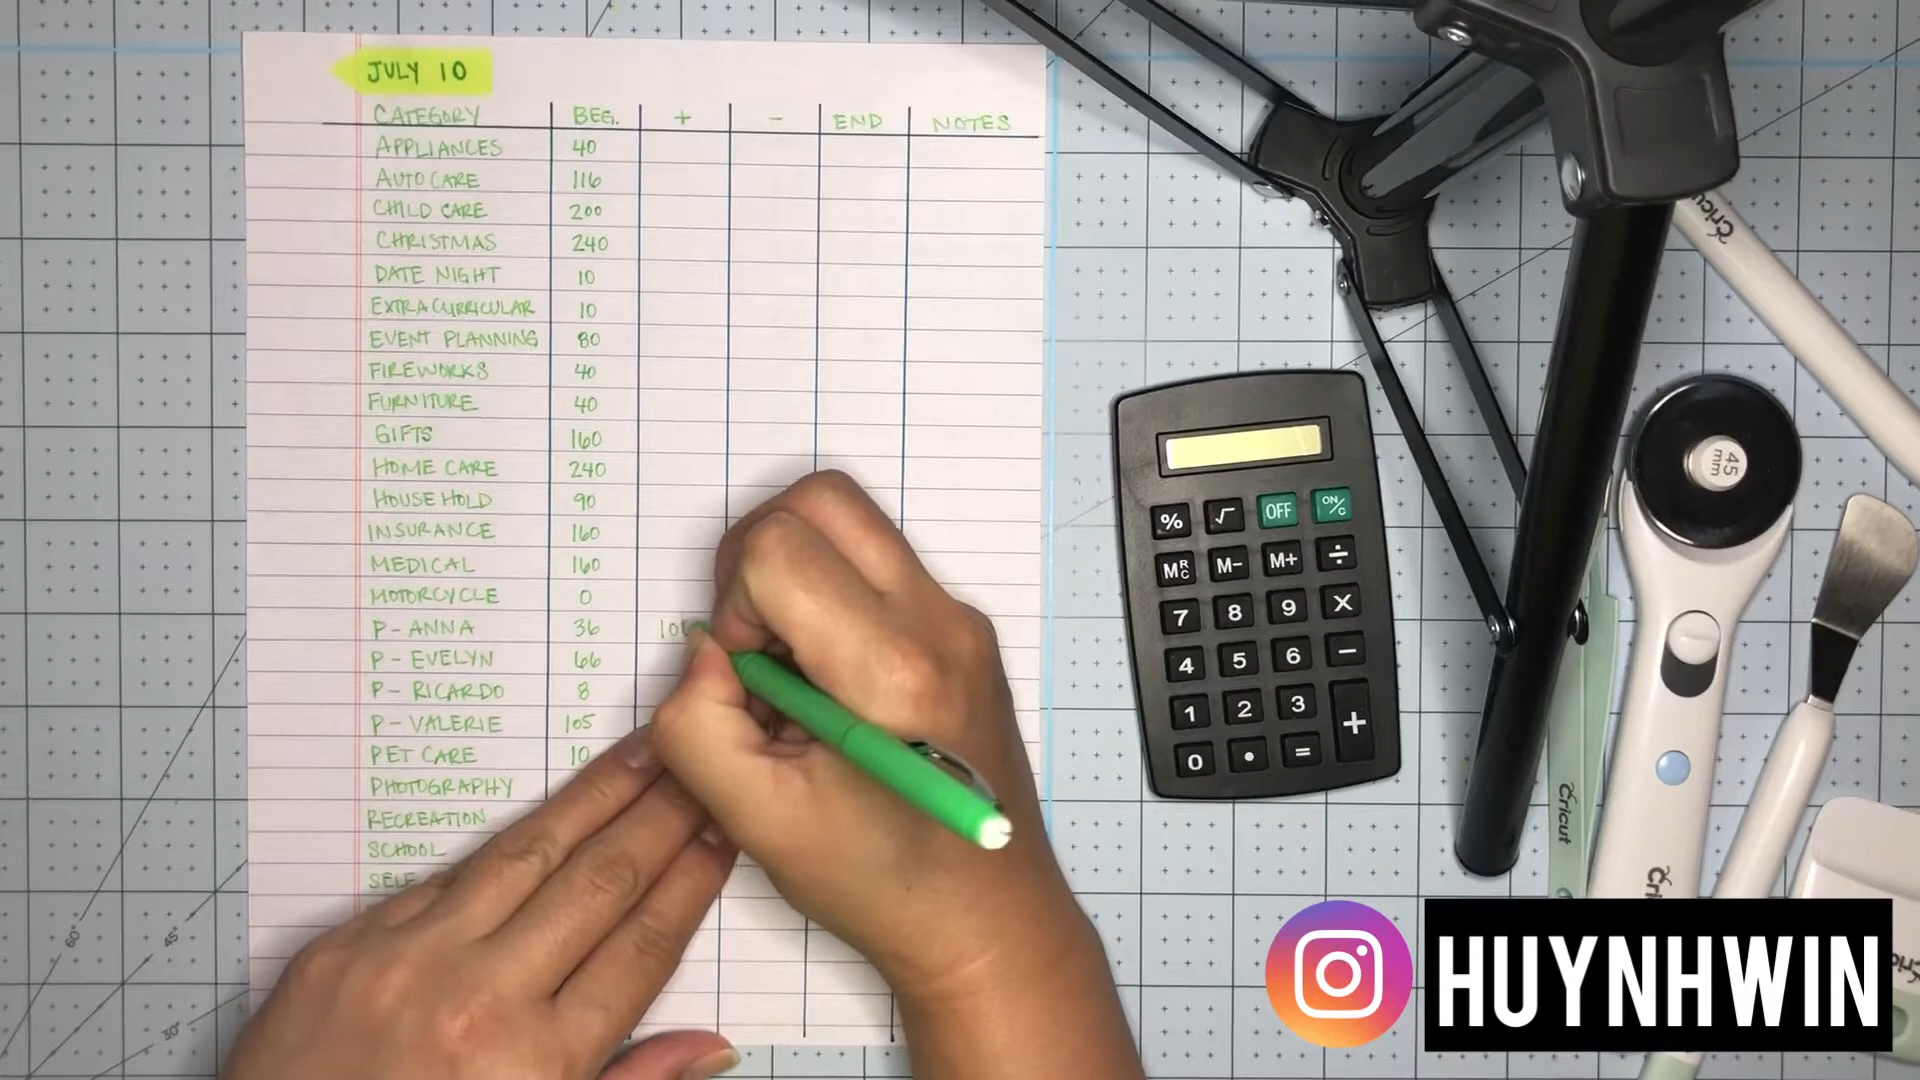 JULY 10
CATEGORY BEG. + - END NOTES
APPLIANCES 40
AUTO CARE 116
CHILD CARE 200
CHRISTMAS 240
DATE NIGHT 10
EXTRA CURRICULAR 10
EVENT PLANNING 80
FIREWORKS 40
FURNITURE 40
GIFTS 160
HOME CARE 240
HOUSEHOLD 90
INSURANCE 160
MEDICAL 160
MOTORCYCLE 0
P - ANNA 36
P - EVELYN 66
P - RICARDO 8
P - VALERIE 105
PET CARE 10
PHOTOGRAPHY
RECREATION
SCHOOL
SELF
% √ OFF ON/C
MRC M- M+ ÷
7 8 9 X
4 5 6 −
1 2 3 +
0 • =
Cricut
45 mm
Cricut
60°
45°
30°
HUYNHWIN